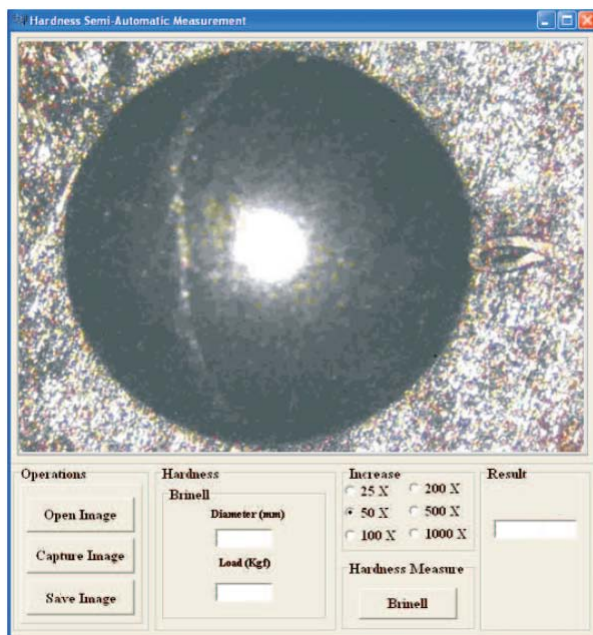 Hardness Semi-Automatic Measurement
Operations
Open Image
Capture Image
Save Image
Hardness
Brinell
Diameter (mm)
Load (Kgf)
Increase
25 X 200 X
50 X 500 X
100 X 1000 X
Hardness Measure
Brinell
Result